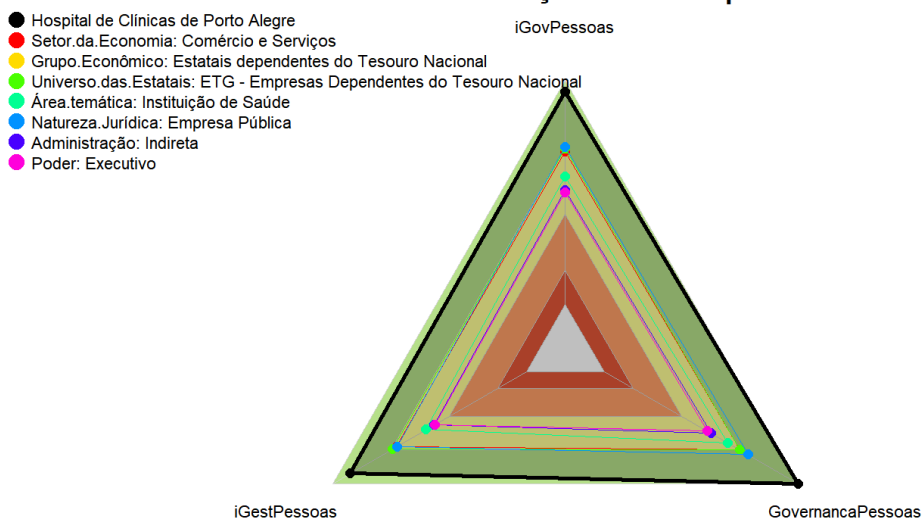 iGovPessoas
Hospital de Clínicas de Porto Alegre
Setor.da.Economia: Comércio e Serviços
Grupo.Econômico: Estatais dependentes do Tesouro Nacional
Universo.das.Estatais: ETG - Empresas Dependentes do Tesouro Nacional
Área.temática: Instituição de Saúde
Natureza.Jurídica: Empresa Pública
Administração: Indireta
Poder: Executivo
iGestPessoas
GovernancaPessoas